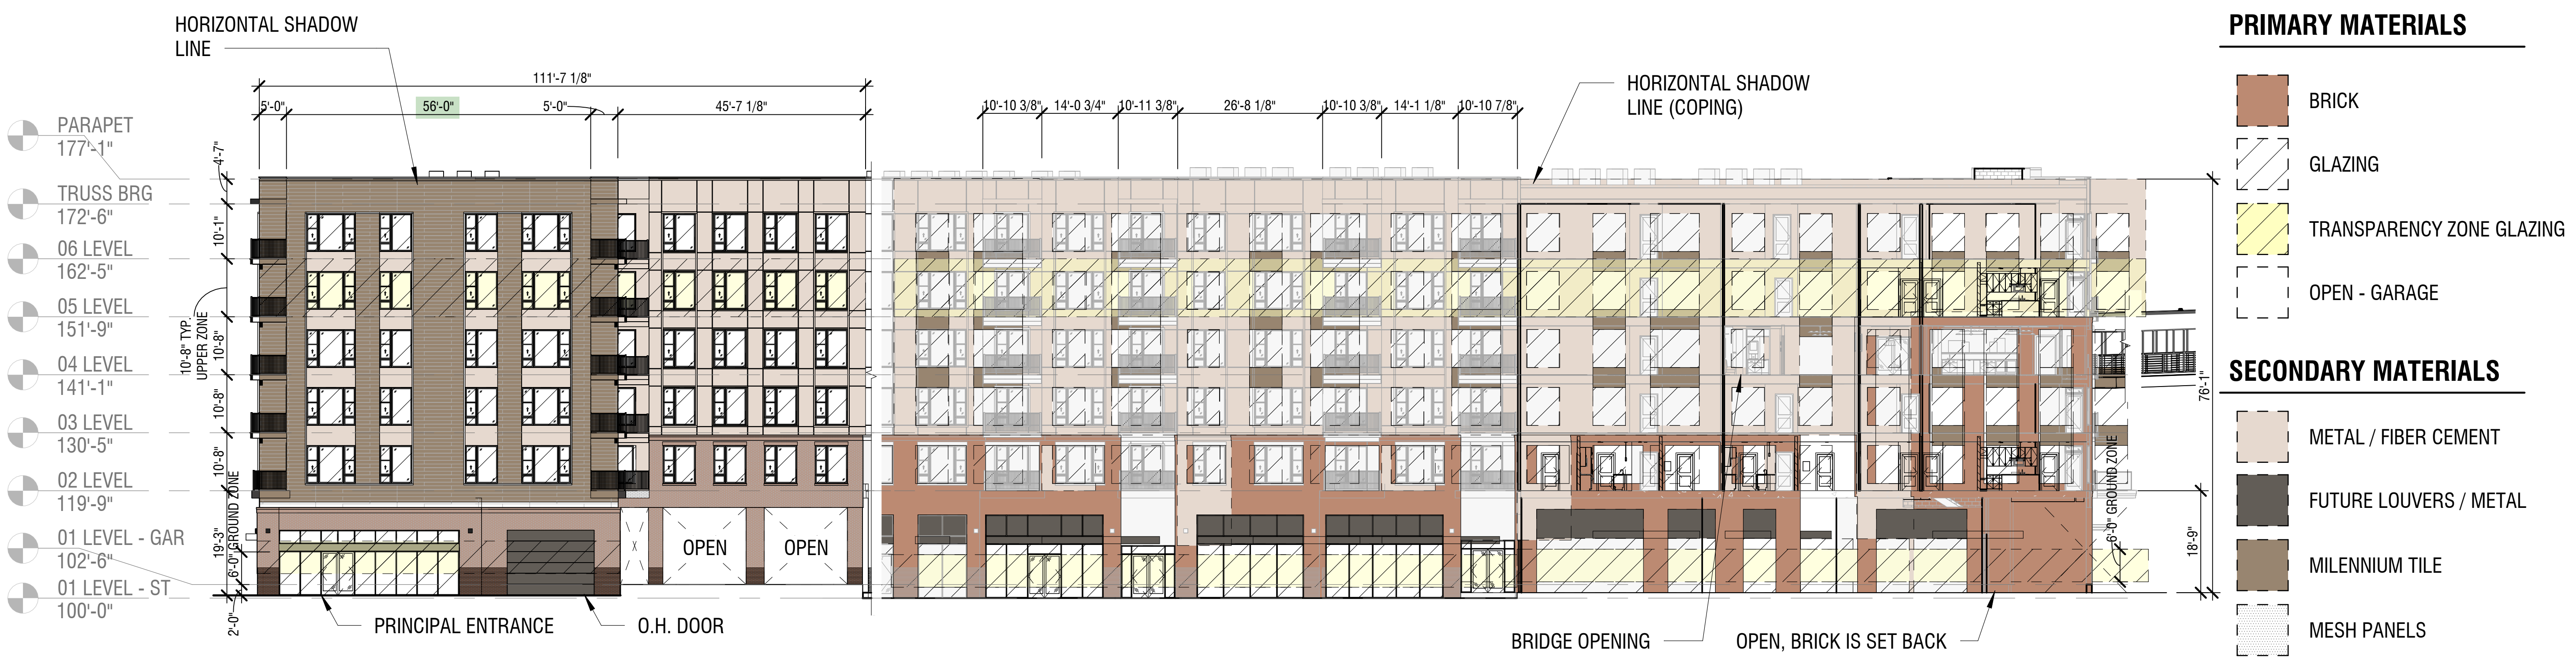 HORIZONTAL SHADOW
LINE
111'-7 1/8"
5'-0"
56'-0"
5'-0"
45'-7 1/8"
10'-10 3/8"
14'-0 3/4"
10'-11 3/8"
26'-8 1/8"
10'-10 3/8"
14'-1 1/8"
10'-10 7/8"
HORIZONTAL SHADOW
LINE (COPING)
PARAPET
177'-1"
TRUSS BRG
172'-6"
06 LEVEL
162'-5"
05 LEVEL
151'-9"
04 LEVEL
141'-1"
03 LEVEL
130'-5"
02 LEVEL
119'-9"
01 LEVEL - GAR
102'-6"
01 LEVEL - ST
100'-0"
4'-7"
10'-1"
10'-8" TYP.
UPPER ZONE
10'-8"
10'-8"
10'-8"
19'-3"
6'-0" GROUND ZONE
2'-0"
OPEN
OPEN
PRINCIPAL ENTRANCE
O.H. DOOR
BRIDGE OPENING
OPEN, BRICK IS SET BACK
6'-0" GROUND ZONE
76'-1"
18'-9"
PRIMARY MATERIALS
BRICK
GLAZING
TRANSPARENCY ZONE GLAZING
OPEN - GARAGE
SECONDARY MATERIALS
METAL / FIBER CEMENT
FUTURE LOUVERS / METAL
MILENNIUM TILE
MESH PANELS